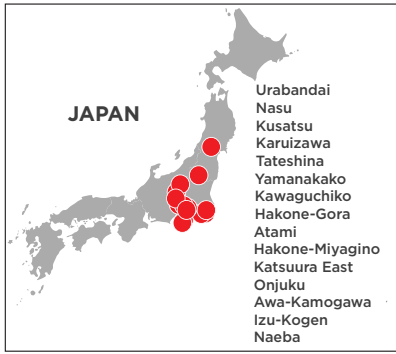 JAPAN
Urabandai
Nasu
Kusatsu
Karuizawa
Tateshina
Yamanakako
Kawaguchiko
Hakone-Gora
Atami
Hakone-Miyagino
Katsuura East
Onjuku
Awa-Kamogawa
Izu-Kogen
Naeba